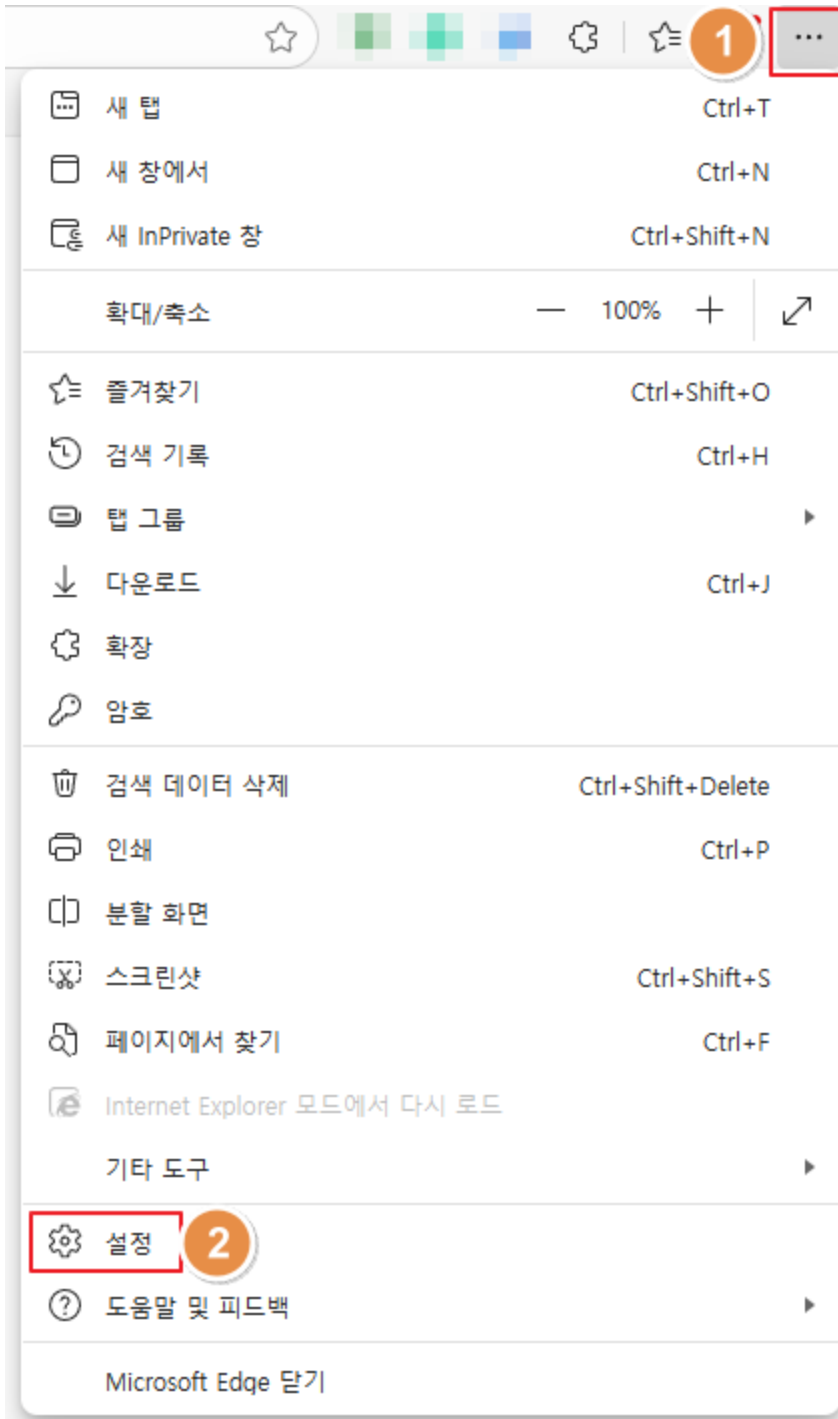 1
새 탭 Ctrl+T
새 창에서 Ctrl+N
새 InPrivate 창 Ctrl+Shift+N
확대/축소 100%
즐겨찾기 Ctrl+Shift+O
검색 기록 Ctrl+H
탭 그룹
다운로드 Ctrl+J
확장
암호
검색 데이터 삭제 Ctrl+Shift+Delete
인쇄 Ctrl+P
분할 화면
스크린샷 Ctrl+Shift+S
페이지에서 찾기 Ctrl+F
Internet Explorer 모드에서 다시 로드
기타 도구
설정 2
도움말 및 피드백
Microsoft Edge 닫기